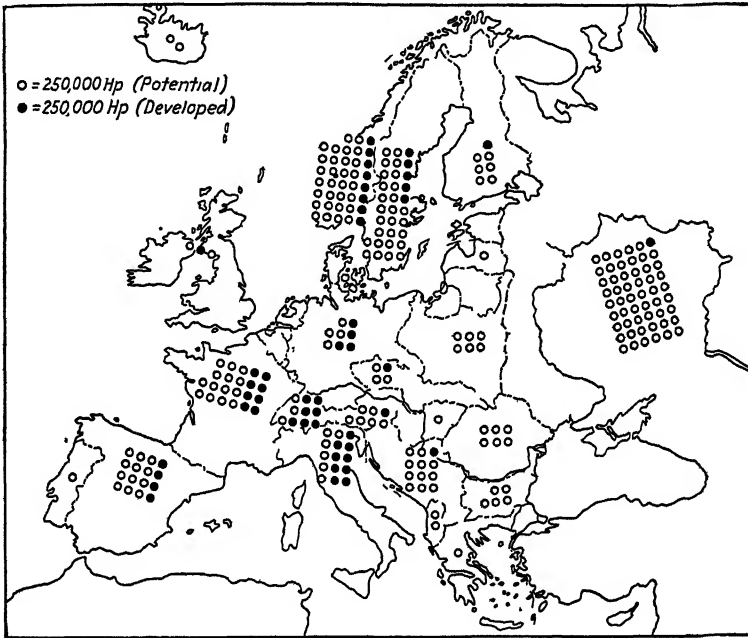 ○ = 250,000 Hp (Potential)
● = 250,000 Hp (Developed)